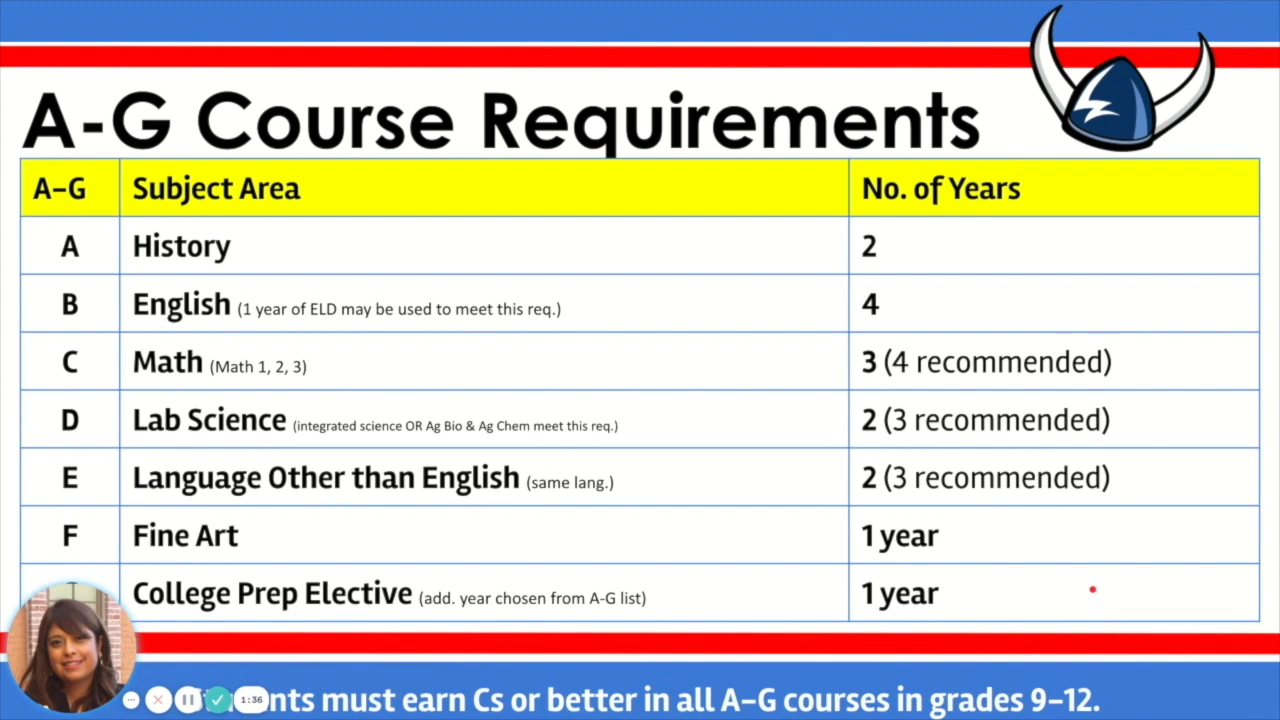 A-G Course Requirements
A-G Subject Area No. of Years
A History 2
B English (1 year of ELD may be used to meet this req.) 4
C Math (Math 1, 2, 3) 3 (4 recommended)
D Lab Science (integrated science OR Ag Bio & Ag Chem meet this req.) 2 (3 recommended)
E Language Other than English (same lang.) 2 (3 recommended)
F Fine Art 1 year
College Prep Elective (add. year chosen from A-G list) 1 year
1:36 must earn Cs or better in all A-G courses in grades 9-12.